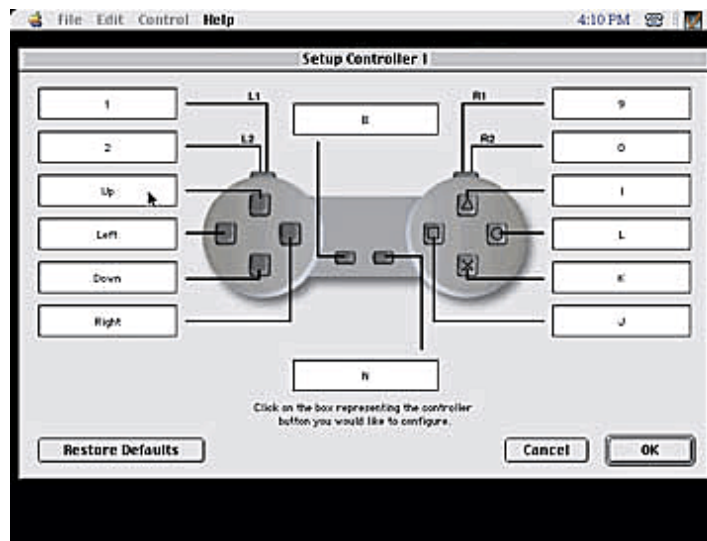 File Edit Control Help 4:10 PM
Setup Controller 1
1 L1 R1 9
B
2 L2 R2 0
Up I
Left L
Down K
Right J
N
Click on the box representing the controller
button you would like to configure.
Restore Defaults Cancel OK